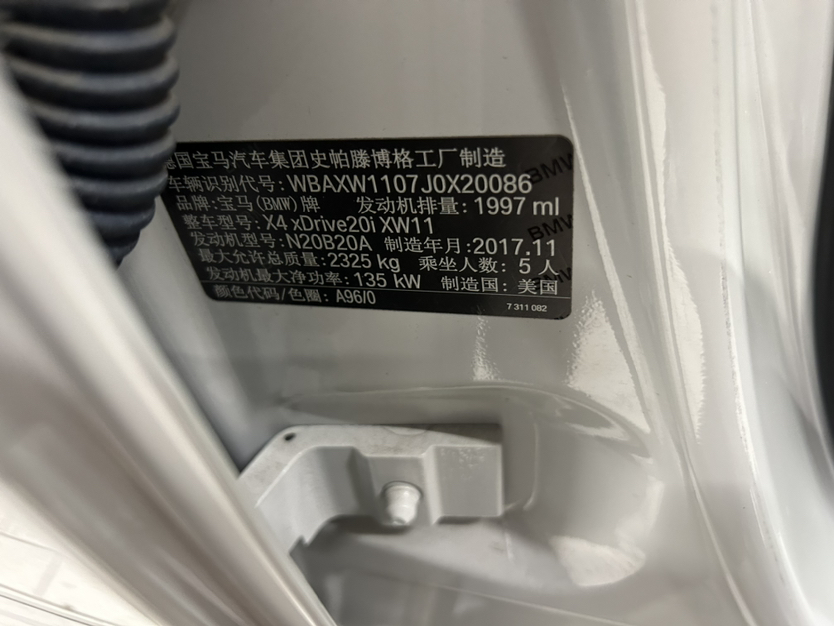 德国宝马汽车集团史帕滕博格工厂制造
车辆识别代号: WBAXW1107J0X20086
品牌: 宝马(BMW)牌 发动机排量: 1997 ml
整车型号: X4 xDrive20i XW11
发动机型号: N20B20A 制造年月: 2017.11
最大允许总质量: 2325 kg 乘坐人数: 5 人
发动机最大净功率: 135 kW 制造国: 美国
颜色代码/色圈: A96/0
7 311 082
BMW
BMW
BMW